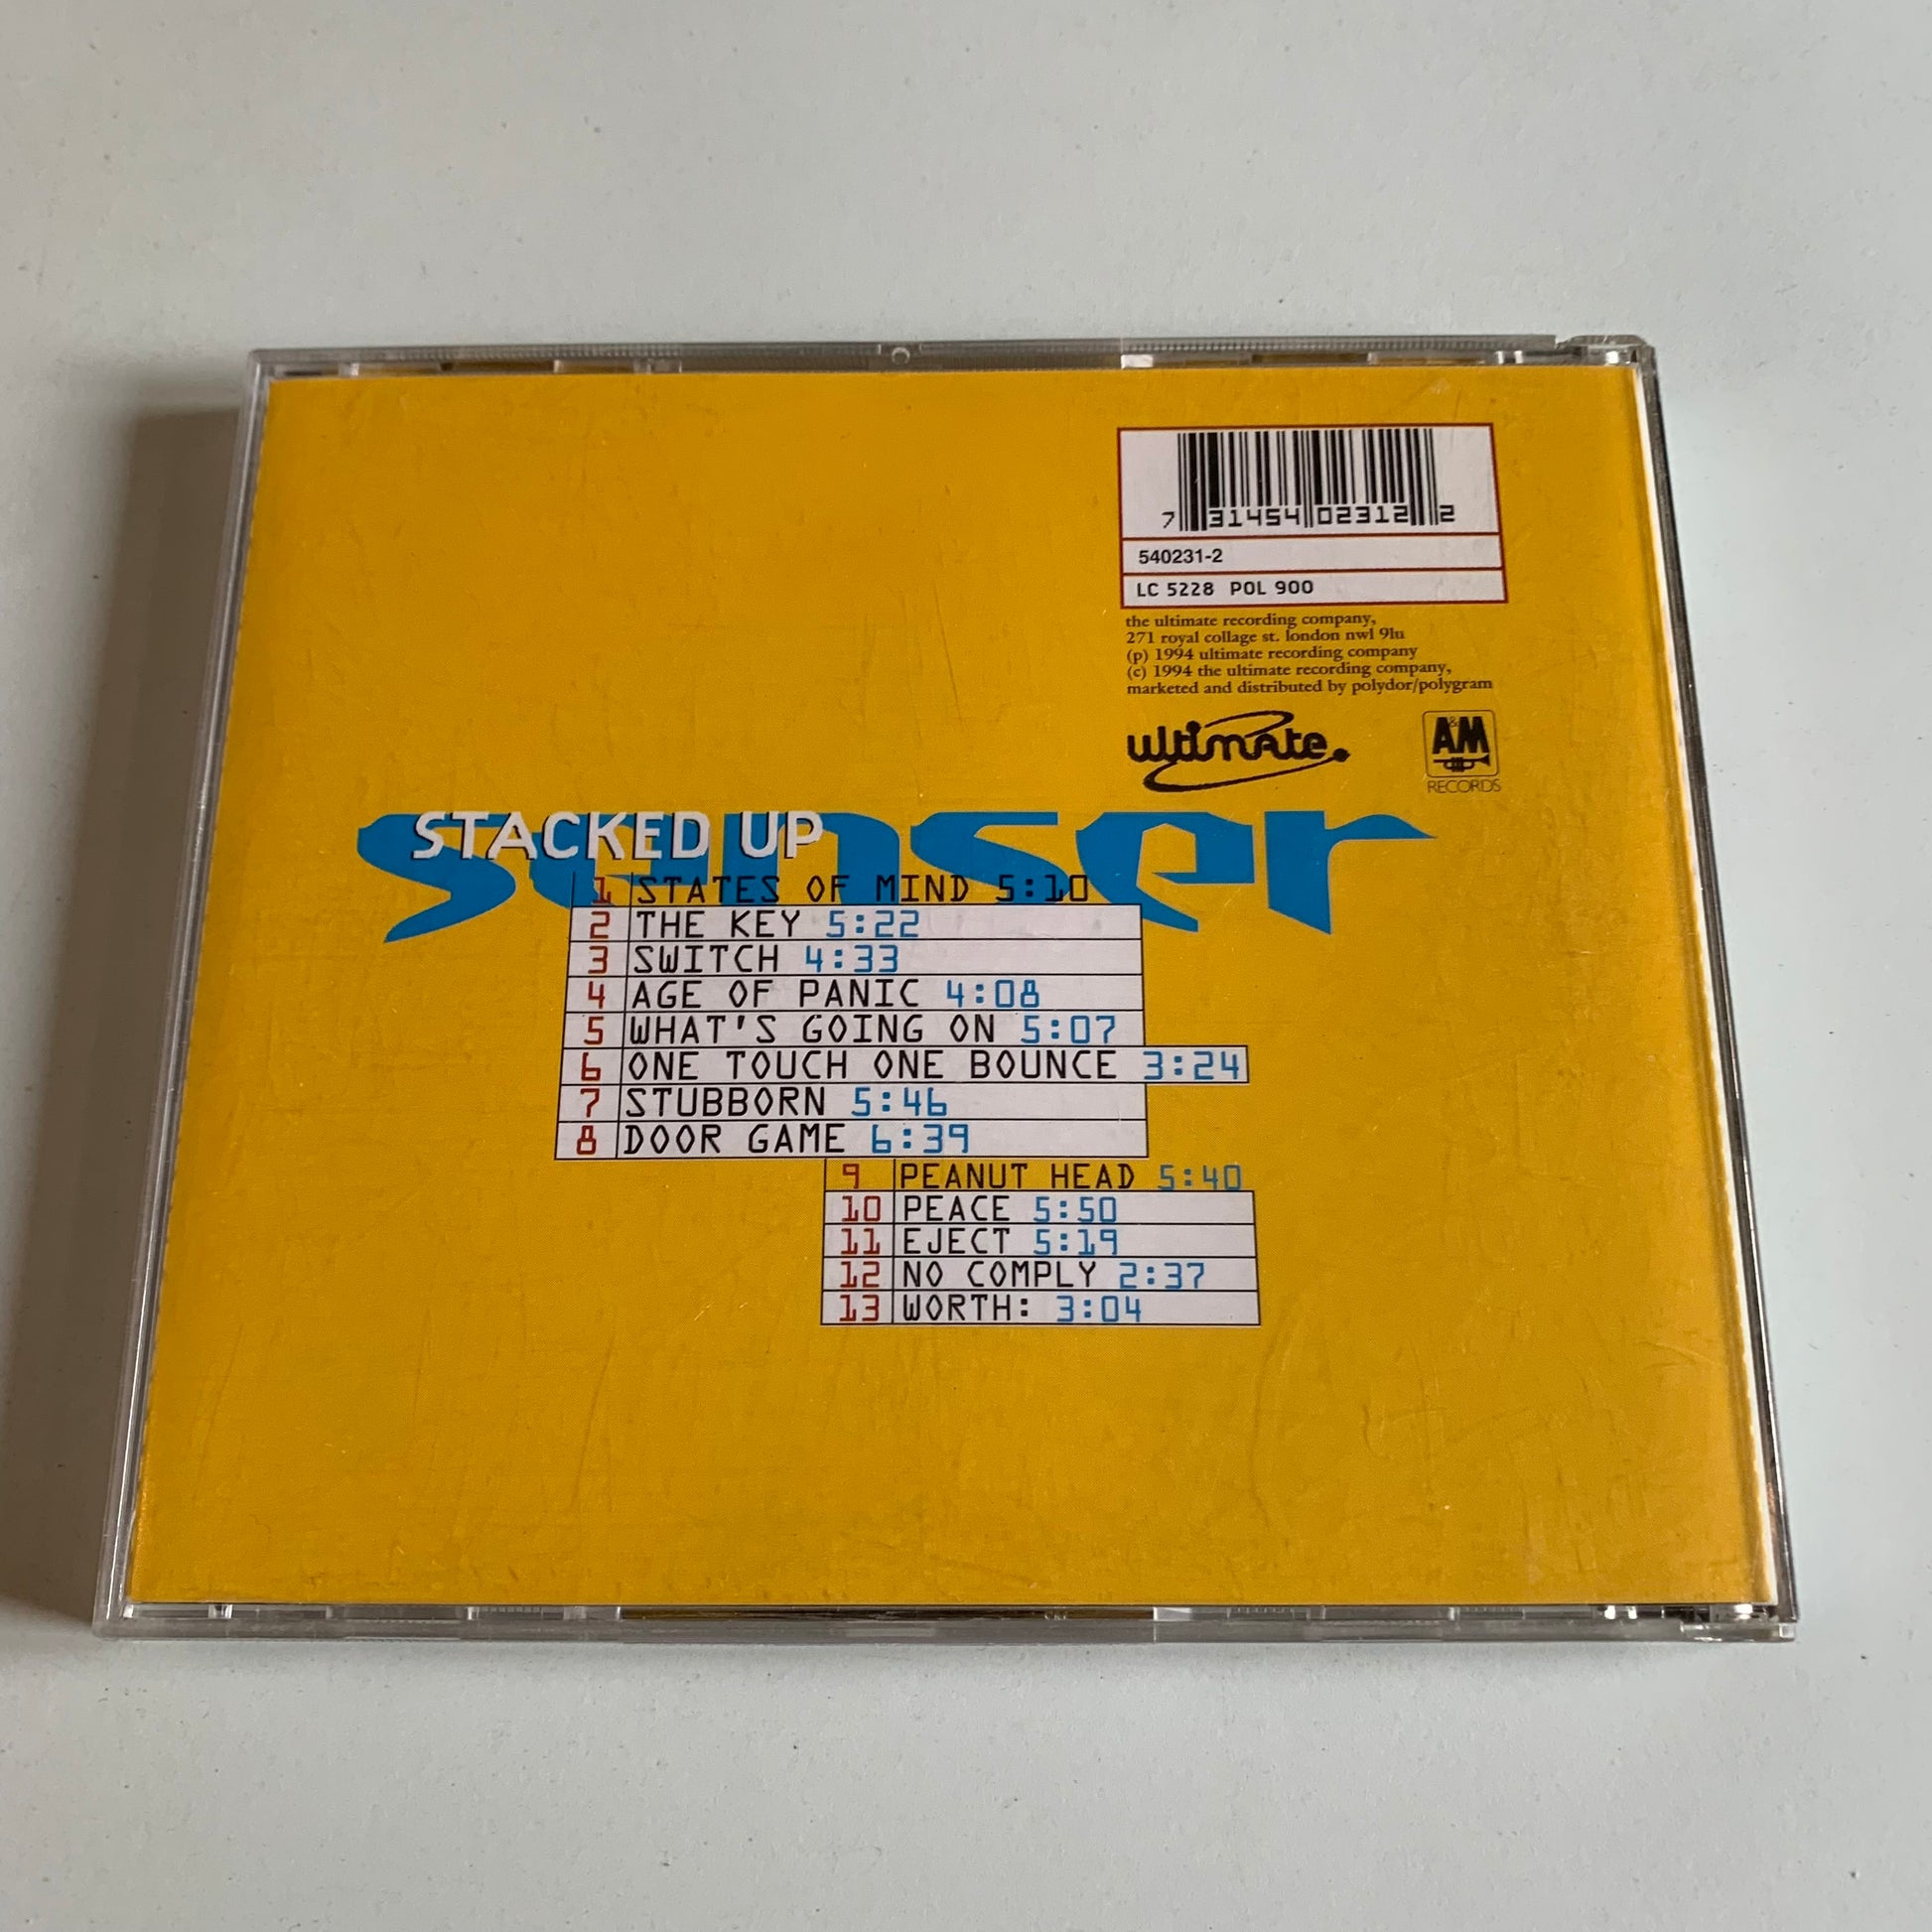 7 31454 02312 2
540231-2
LC 5228 POL 900
the ultimate recording company,
271 royal collage st. london nw1 9lu
(p) 1994 ultimate recording company
(c) 1994 the ultimate recording company,
marketed and distributed by polydor/polygram
ultimate.
A&M
RECORDS
senser
STACKED UP
1 STATES OF MIND 5:10
2 THE KEY 5:22
3 SWITCH 4:33
4 AGE OF PANIC 4:08
5 WHAT'S GOING ON 5:07
6 ONE TOUCH ONE BOUNCE 3:24
7 STUBBORN 5:46
8 DOOR GAME 6:39
9 PEANUT HEAD 5:40
10 PEACE 5:50
11 EJECT 5:19
12 NO COMPLY 2:37
13 WORTH: 3:04